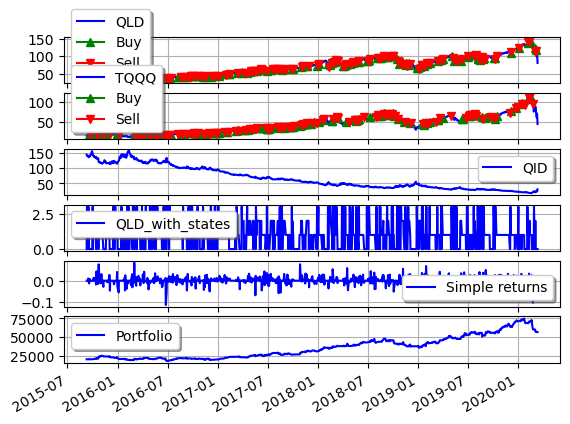 QLD
Buy
Sell
150
100
50
TQQQ
Buy
Sell
100
50
QID
150
100
50
QLD_with_states
2.5
0.0
Simple returns
0.0
−0.1
Portfolio
75000
50000
25000
2015-07
2016-01
2016-07
2017-01
2017-07
2018-01
2018-07
2019-01
2019-07
2020-01